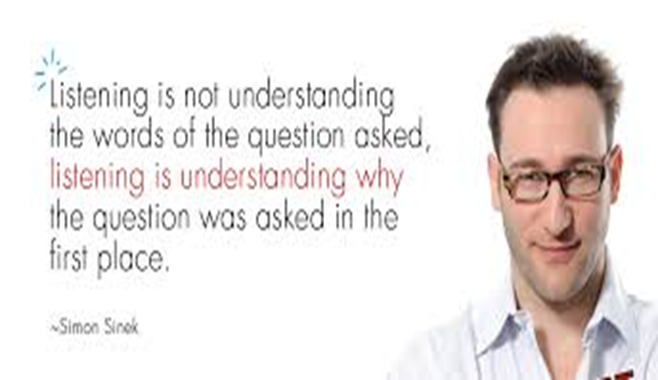 Listening is not understanding
the words of the question asked,
listening is understanding why
the question was asked in the
first place.
~Simon Sinek